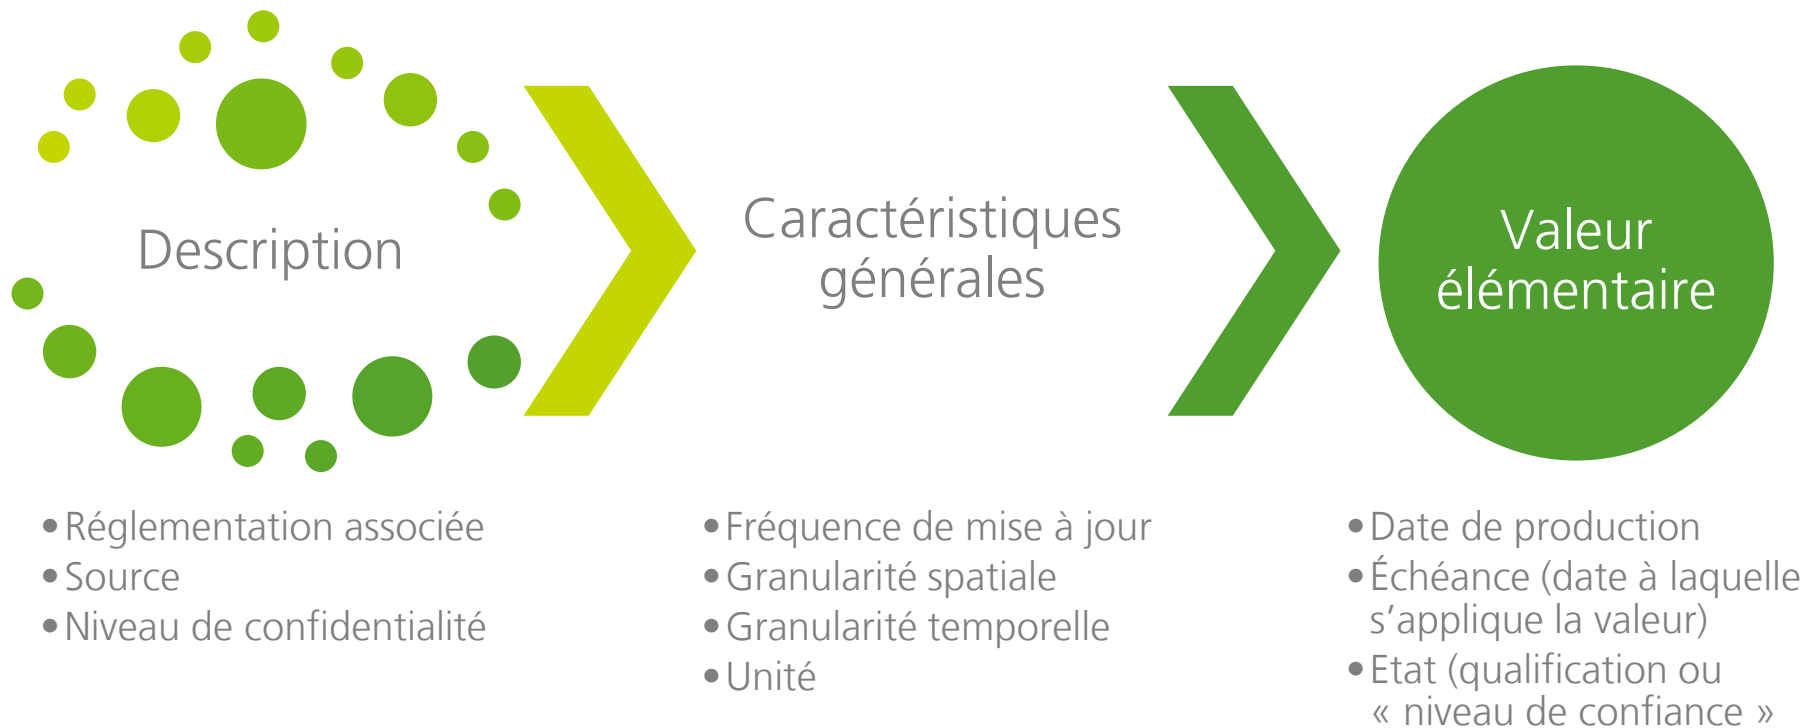 Description
Caractéristiques
générales
Valeur
élémentaire
•Réglementation associée
•Source
•Niveau de confidentialité
•Fréquence de mise à jour
•Granularité spatiale
•Granularité temporelle
•Unité
•Date de production
•Échéance (date à laquelle
s’applique la valeur)
•Etat (qualification ou
« niveau de confiance »